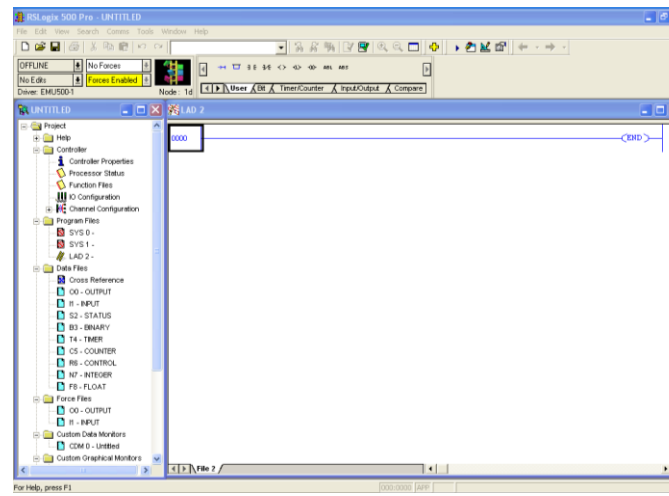 RSLogix 500 Pro - UNTITLED
File Edit View Search Comms Tools Window Help
OFFLINE No Forces
No Edits Forces Enabled
Driver: EMU500-1 Node: 1d
User Bit Timer/Counter Input/Output Compare
UNTITLED
Project
Help
Controller
Controller Properties
Processor Status
Function Files
IO Configuration
Channel Configuration
Program Files
SYS 0 -
SYS 1 -
LAD 2 -
Data Files
Cross Reference
O0 - OUTPUT
I1 - INPUT
S2 - STATUS
B3 - BINARY
T4 - TIMER
C5 - COUNTER
R6 - CONTROL
N7 - INTEGER
F8 - FLOAT
Force Files
O0 - OUTPUT
I1 - INPUT
Custom Data Monitors
CDM 0 - Untitled
Custom Graphical Monitors
LAD 2
0000
END
File 2
For Help, press F1
000:0000 APP